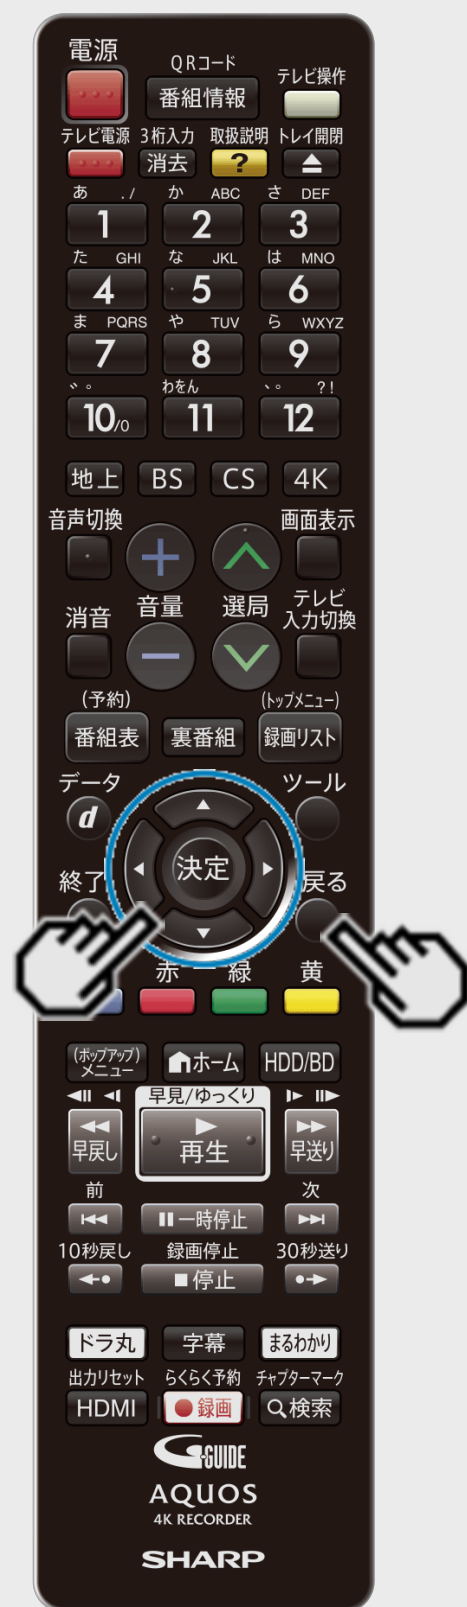 電源
QRコード
テレビ操作
番組情報
テレビ電源 3桁入力 取扱説明 トレイ開閉
消去 ?
あ ./ か ABC さ DEF
1 2 3
た GHI な JKL は MNO
4 5 6
ま PQRS や TUV ら WXYZ
7 8 9
゛゜ わをん 、。 ?!
10/0 11 12
地上 BS CS 4K
音声切換 画面表示
+
消音 音量 選局 テレビ
入力切換
−
(予約) (トップメニュー)
番組表 裏番組 録画リスト
データ ツール
d
決定
終了 戻る
赤 緑 黄
(ポップアップ)
メニュー ホーム HDD/BD
早見/ゆっくり
早戻し 再生 早送り
前 次
一時停止
10秒戻し 録画停止 30秒送り
停止
ドラ丸 字幕 まるわかり
出力リセット らくらく予約 チャプターマーク
HDMI 録画 検索
G-GUIDE
AQUOS
4K RECORDER
SHARP